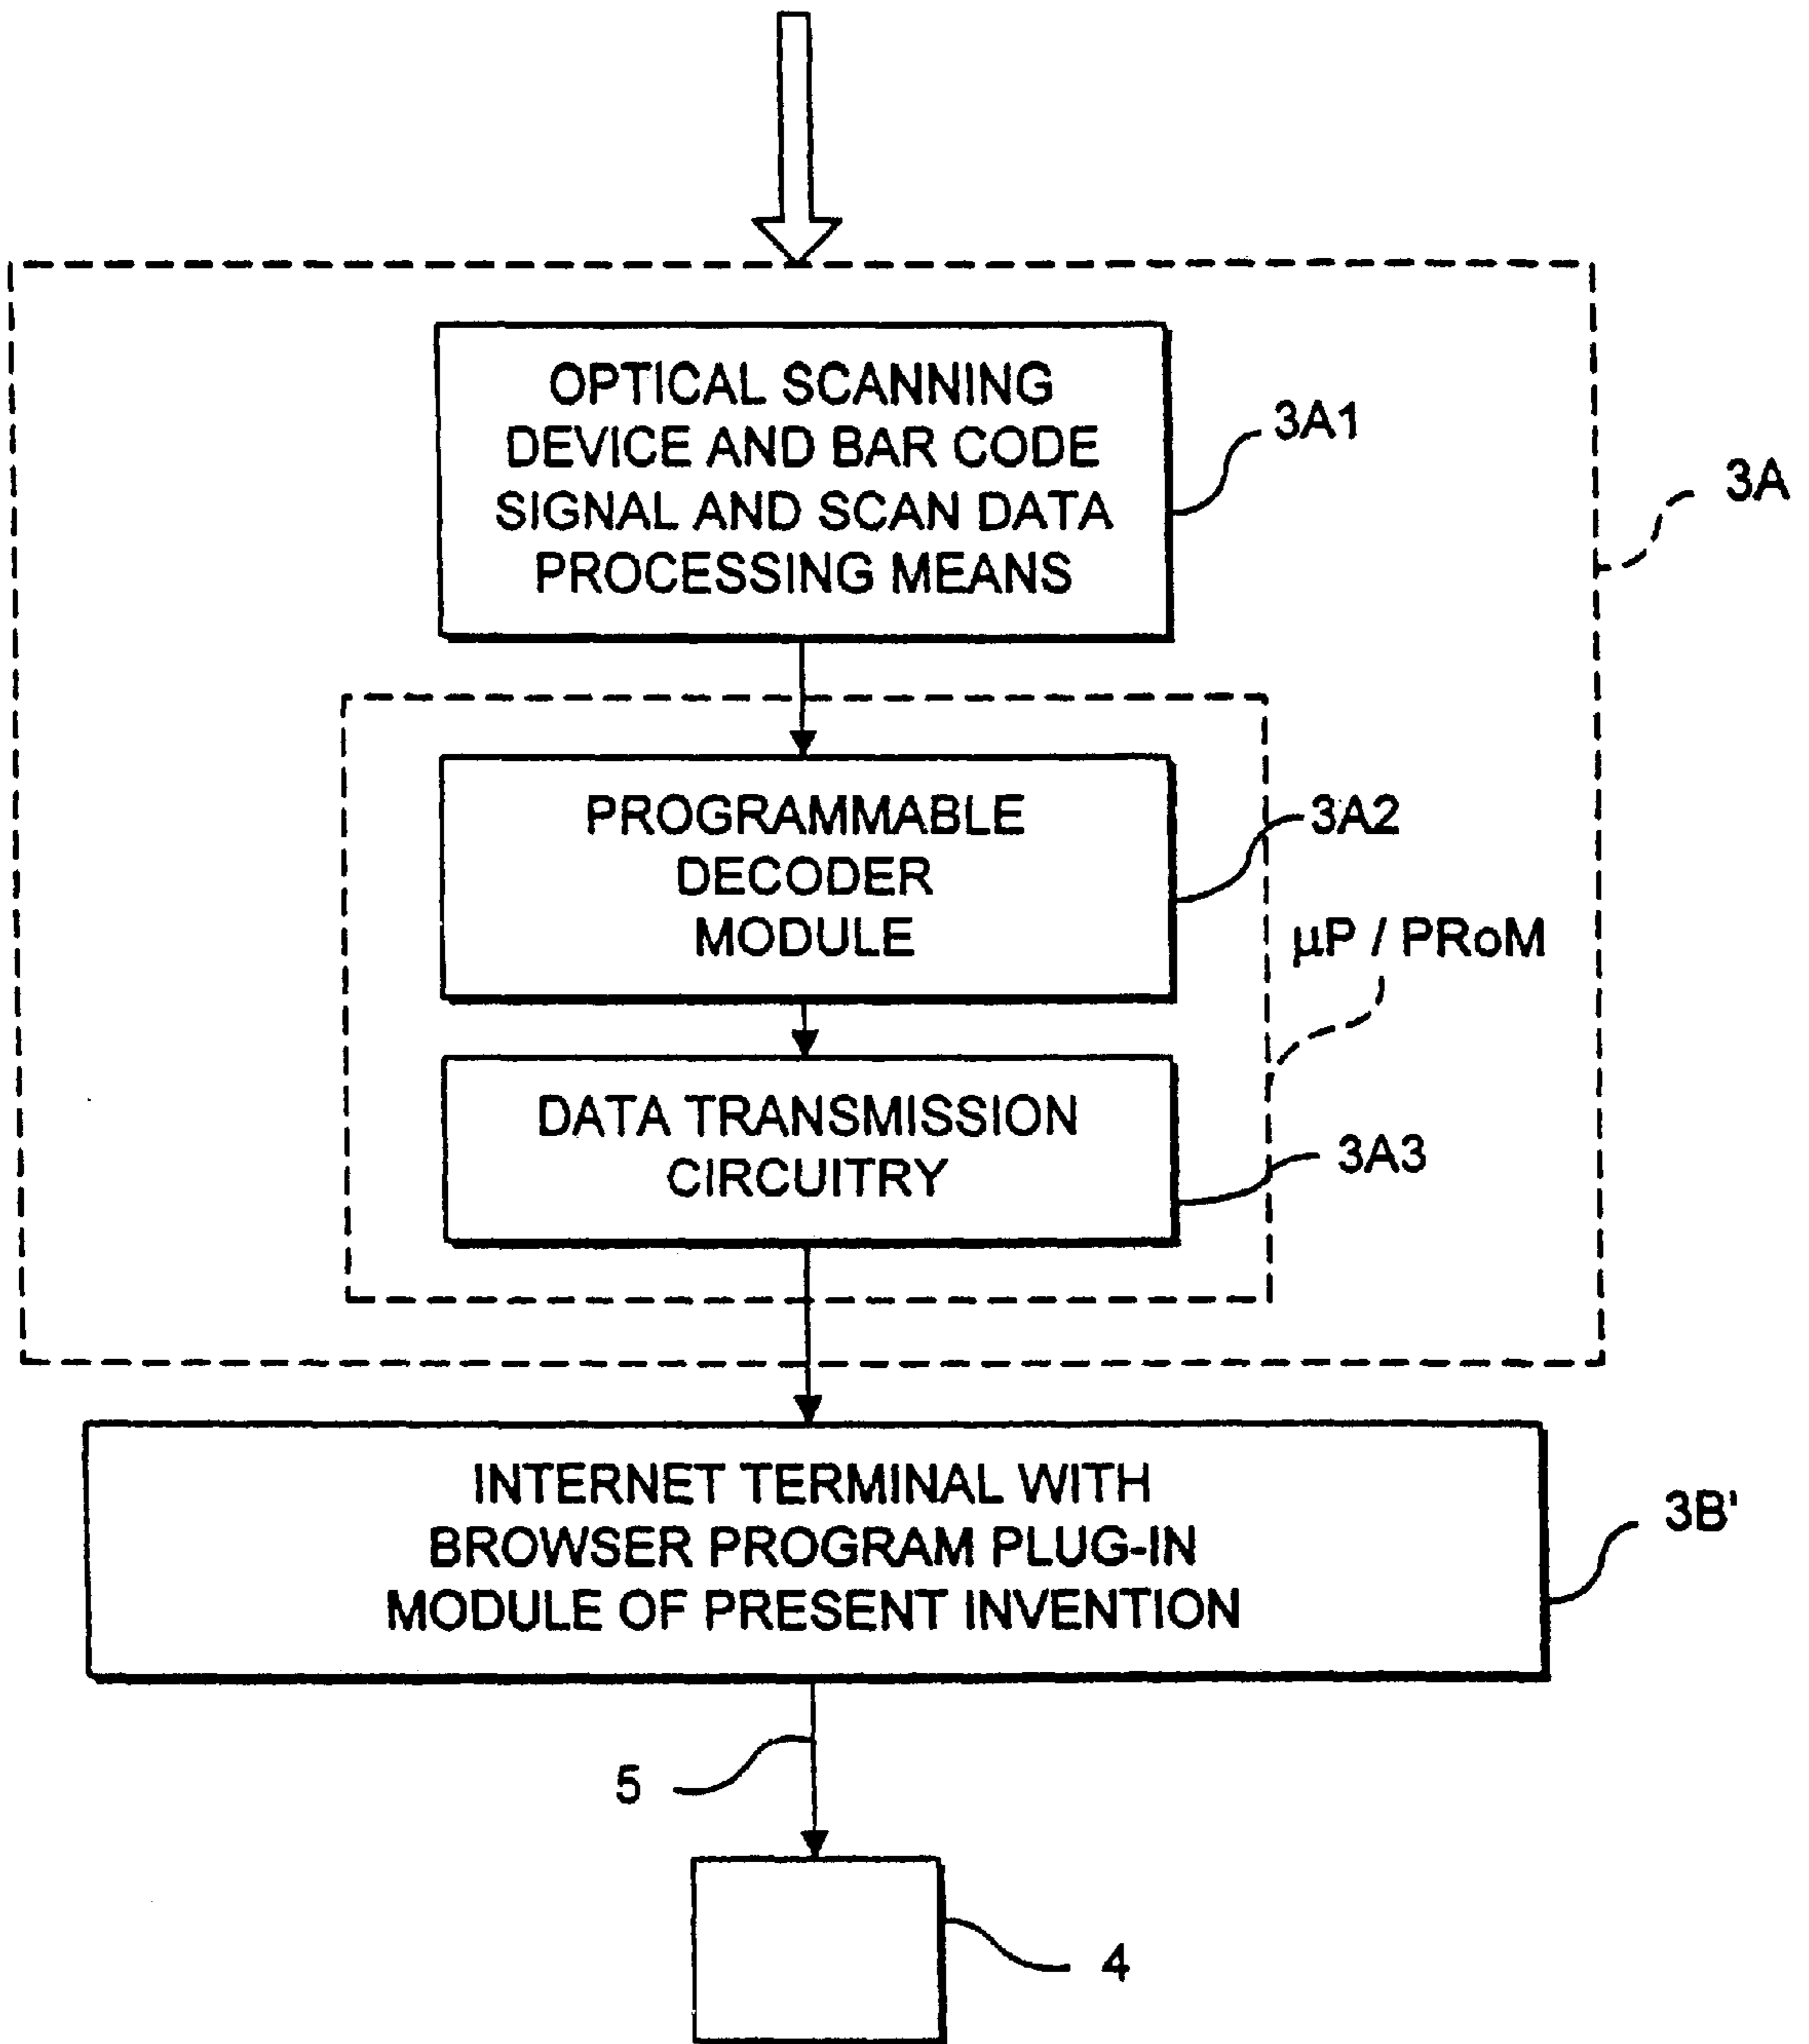 OPTICAL SCANNING
DEVICE AND BAR CODE
SIGNAL AND SCAN DATA
PROCESSING MEANS
3A1
3A
PROGRAMMABLE
DECODER
MODULE
3A2
µP / PRoM
DATA TRANSMISSION
CIRCUITRY
3A3
INTERNET TERMINAL WITH
BROWSER PROGRAM PLUG-IN
MODULE OF PRESENT INVENTION
3B'
5
4